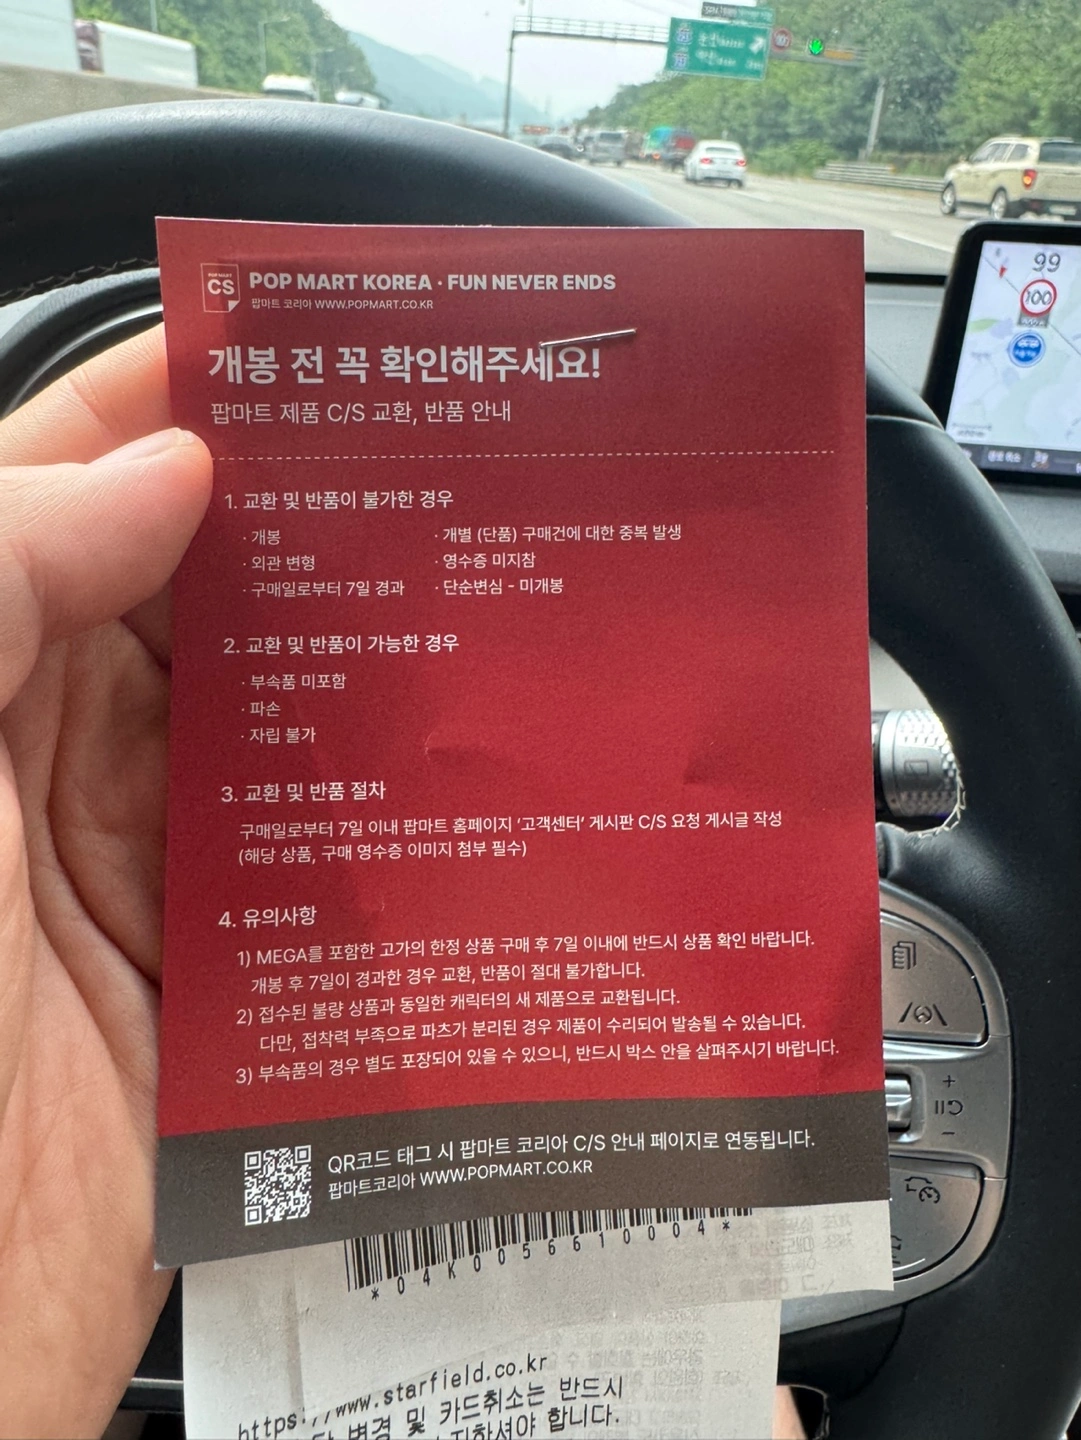 99
100
POP MART
CS
POP MART KOREA · FUN NEVER ENDS
팝마트 코리아 WWW.POPMART.CO.KR
개봉 전 꼭 확인해주세요!
팝마트 제품 C/S 교환, 반품 안내
1. 교환 및 반품이 불가한 경우
· 개봉
· 외관 변형
· 구매일로부터 7일 경과
· 개별 (단품) 구매건에 대한 중복 발생
· 영수증 미지참
· 단순변심 - 미개봉
2. 교환 및 반품이 가능한 경우
· 부속품 미포함
· 파손
· 자립 불가
3. 교환 및 반품 절차
구매일로부터 7일 이내 팝마트 홈페이지 '고객센터' 게시판 C/S 요청 게시글 작성
(해당 상품, 구매 영수증 이미지 첨부 필수)
4. 유의사항
1) MEGA를 포함한 고가의 한정 상품 구매 후 7일 이내에 반드시 상품 확인 바랍니다.
개봉 후 7일이 경과한 경우 교환, 반품이 절대 불가합니다.
2) 접수된 불량 상품과 동일한 캐릭터의 새 제품으로 교환됩니다.
다만, 접착력 부족으로 파츠가 분리된 경우 제품이 수리되어 발송될 수 있습니다.
3) 부속품의 경우 별도 포장되어 있을 수 있으니, 반드시 박스 안을 살펴주시기 바랍니다.
QR코드 태그 시 팝마트 코리아 C/S 안내 페이지로 연동됩니다.
팝마트코리아 WWW.POPMART.CO.KR
*04K0056610004*
https://www.starfield.co.kr
변경 및 카드취소는 반드시
지하셔야 합니다.